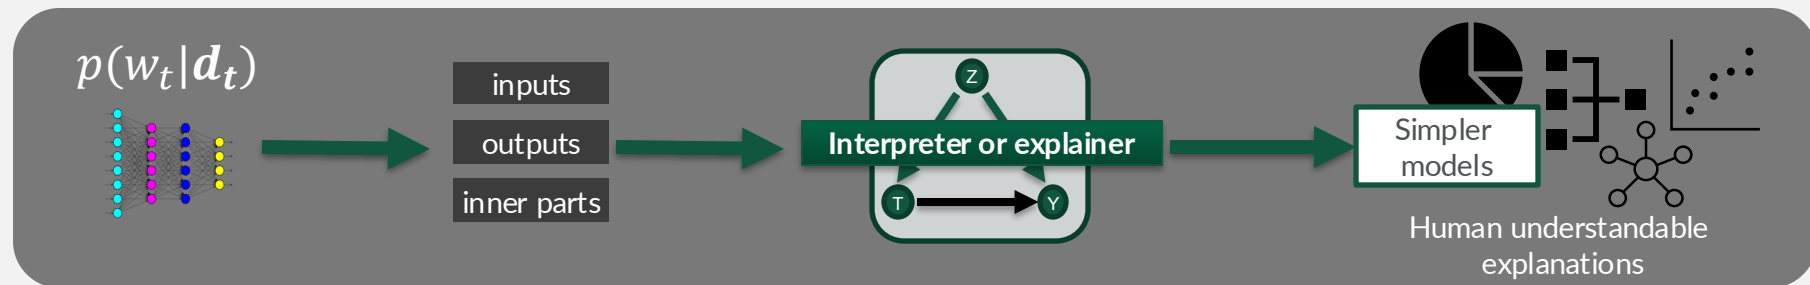 p(w_t|d_t)
inputs
outputs
inner parts
Z
Interpreter or explainer
T
Y
Simpler
models
Human understandable
explanations